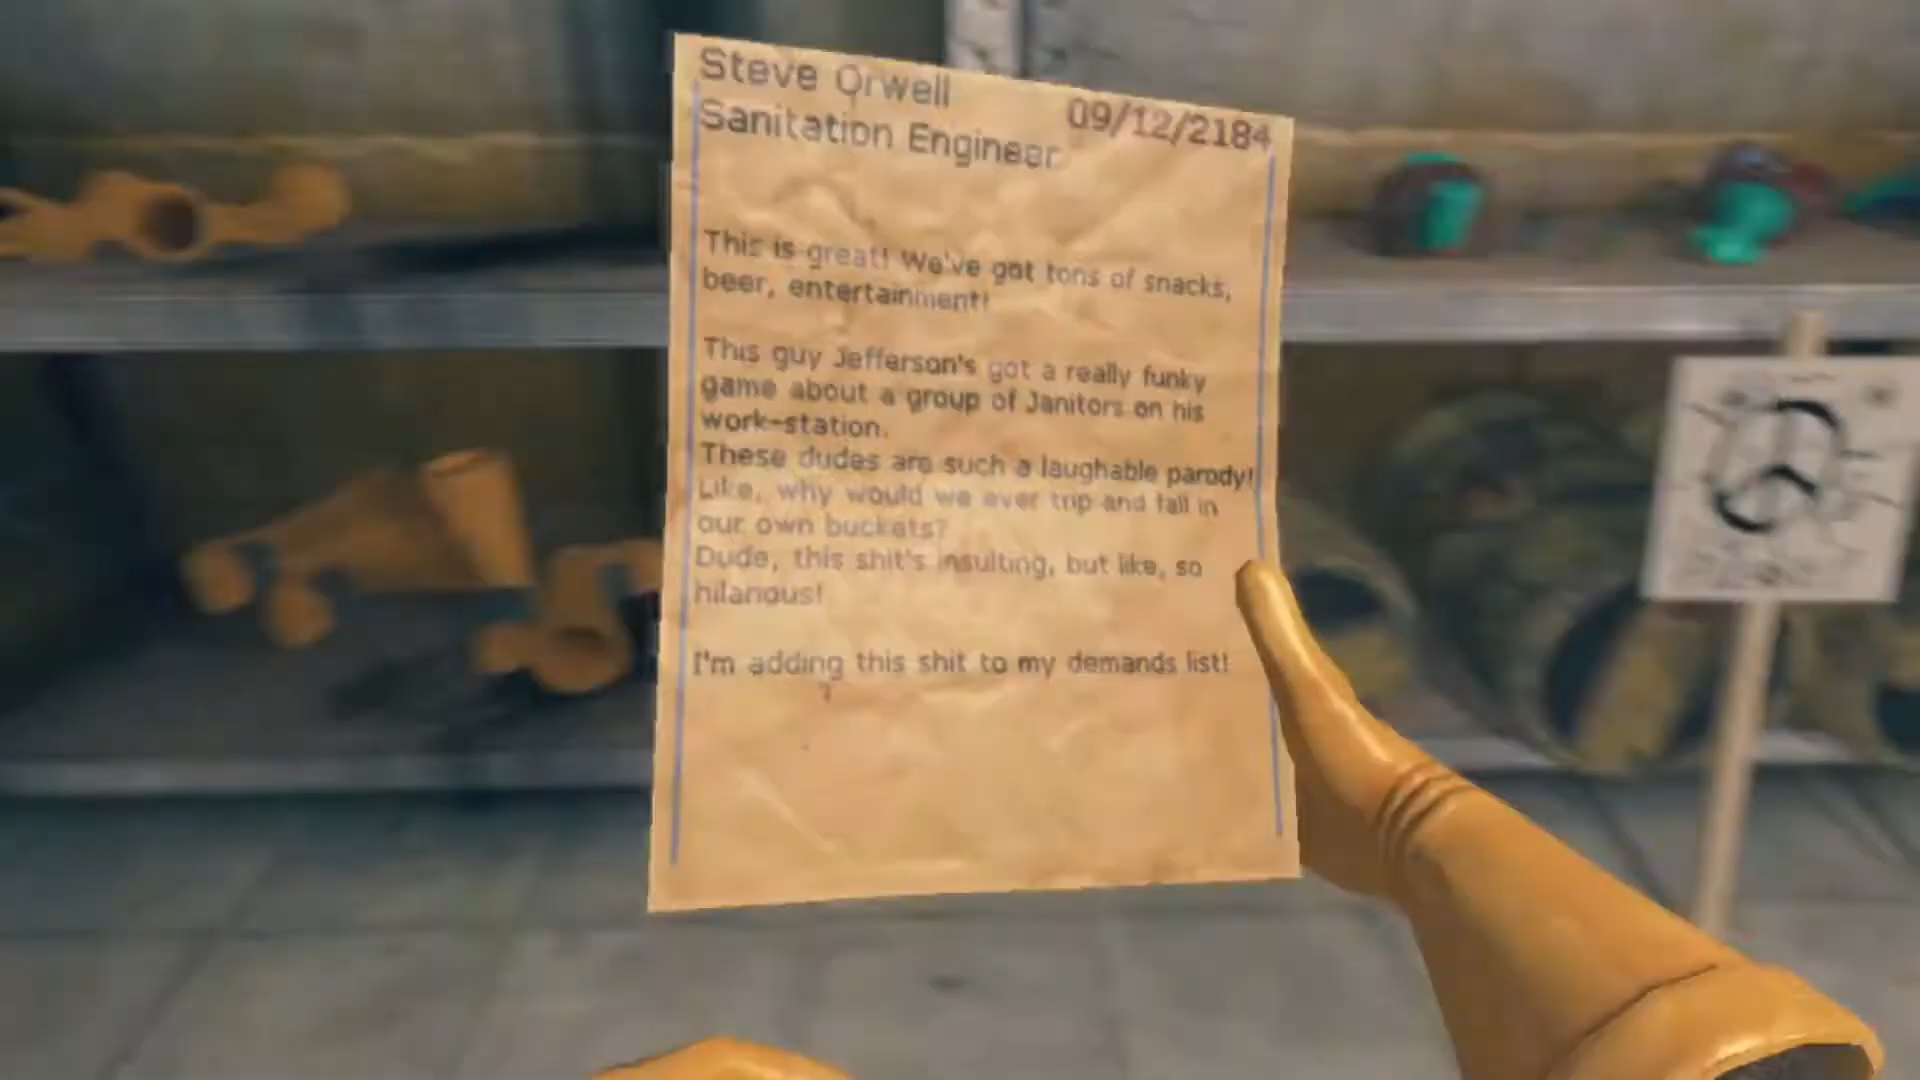 Steve Orwell
Sanitation Engineer
09/12/2184
This is great! We've got tons of snacks,
beer, entertainment!
This guy Jefferson's got a really funky
game about a group of Janitors on his
work-station.
These dudes are such a laughable parody!
Like, why would we ever trip and fall in
our own buckets?
Dude, this shit's insulting, but like, so
hilarious!
I'm adding this shit to my demands list!